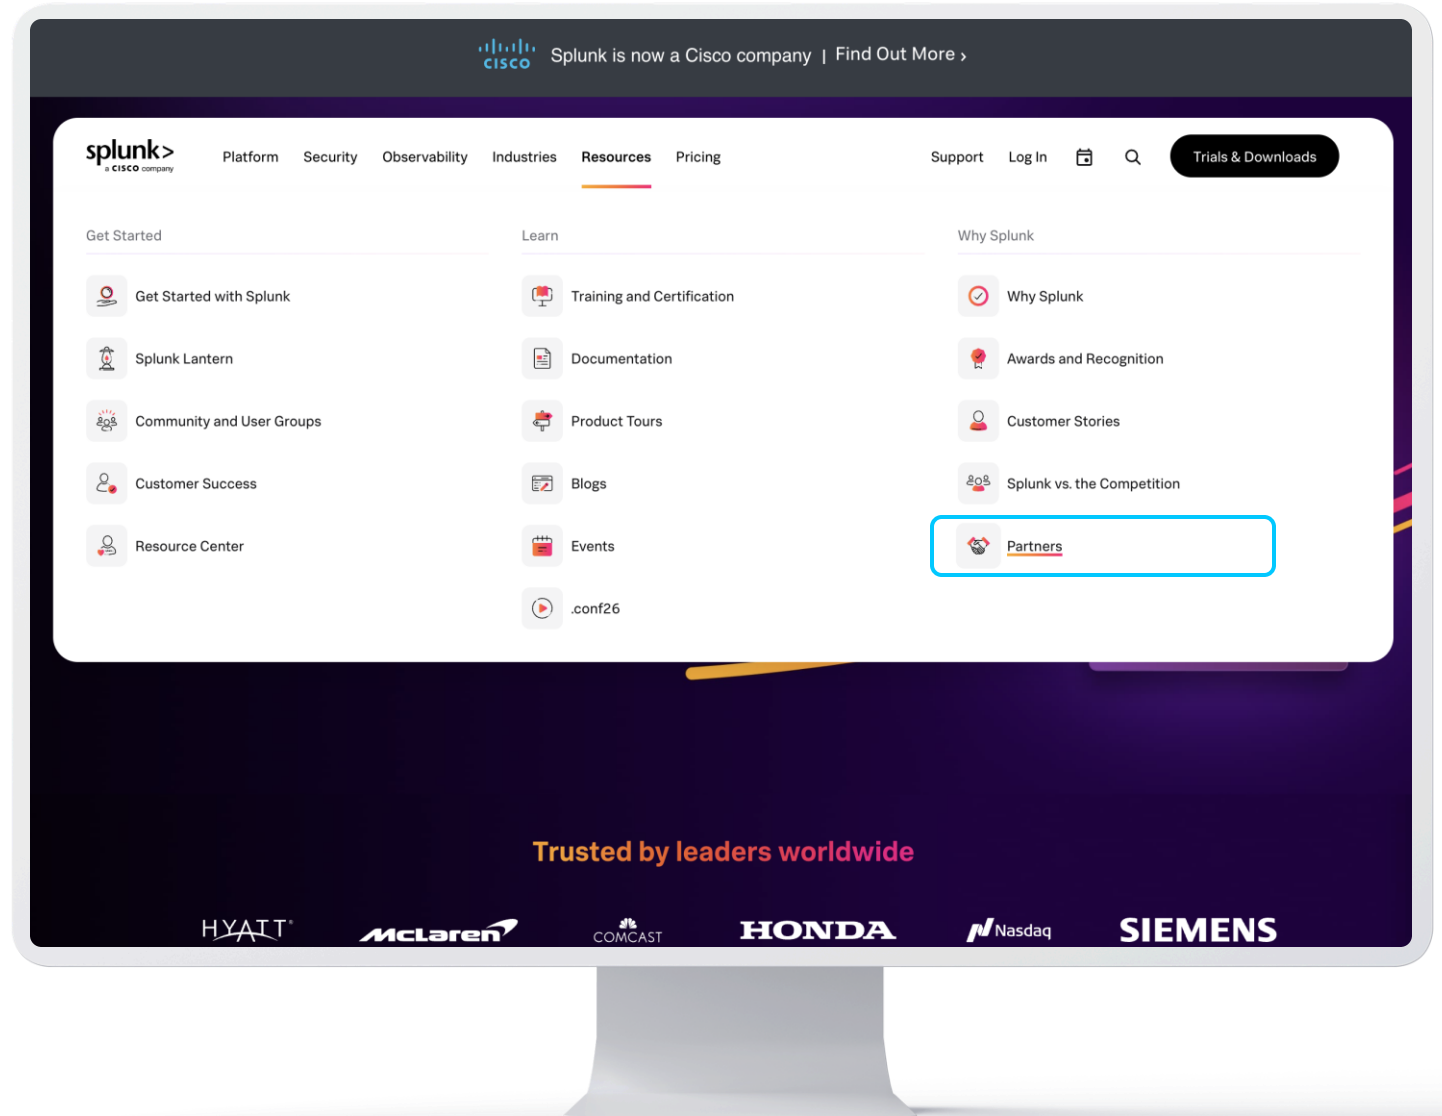 CISCO
Splunk is now a Cisco company | Find Out More ›
splunk>
a CISCO company
Platform
Security
Observability
Industries
Resources
Pricing
Support
Log In
Trials & Downloads
Get Started
Get Started with Splunk
Splunk Lantern
Community and User Groups
Customer Success
Resource Center
Learn
Training and Certification
Documentation
Product Tours
Blogs
Events
.conf26
Why Splunk
Why Splunk
Awards and Recognition
Customer Stories
Splunk vs. the Competition
Partners
Trusted by leaders worldwide
HYATT®
McLaren
COMCAST
HONDA
Nasdaq
SIEMENS